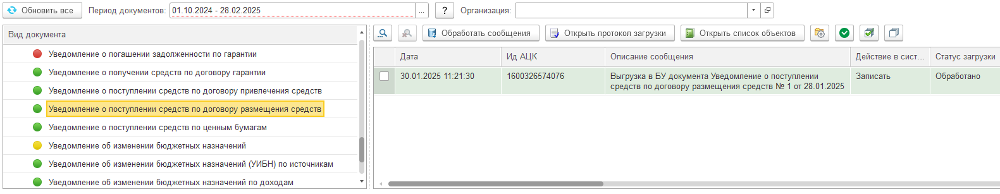 Обновить все Период документов: 01.10.2024 - 28.02.2025 ... ? Организация:
Вид документа
Уведомление о погашении задолженности по гарантии
Уведомление о получении средств по договору гарантии
Уведомление о поступлении средств по договору привлечения средств
Уведомление о поступлении средств по договору размещения средств
Уведомление о поступлении средств по ценным бумагам
Уведомление об изменении бюджетных назначений
Уведомление об изменении бюджетных назначений (УИБН) по источникам
Уведомление об изменении бюджетных назначений по доходам
Обработать сообщения Открыть протокол загрузки Открыть список объектов
Дата Ид АЦК Описание сообщения Действие в сист... Статус загрузки
30.01.2025 11:21:30 1600326574076 Выгрузка в БУ документа Уведомление о поступлении Записать Обработано
средств по договору размещения средств № 1 от 28.01.2025